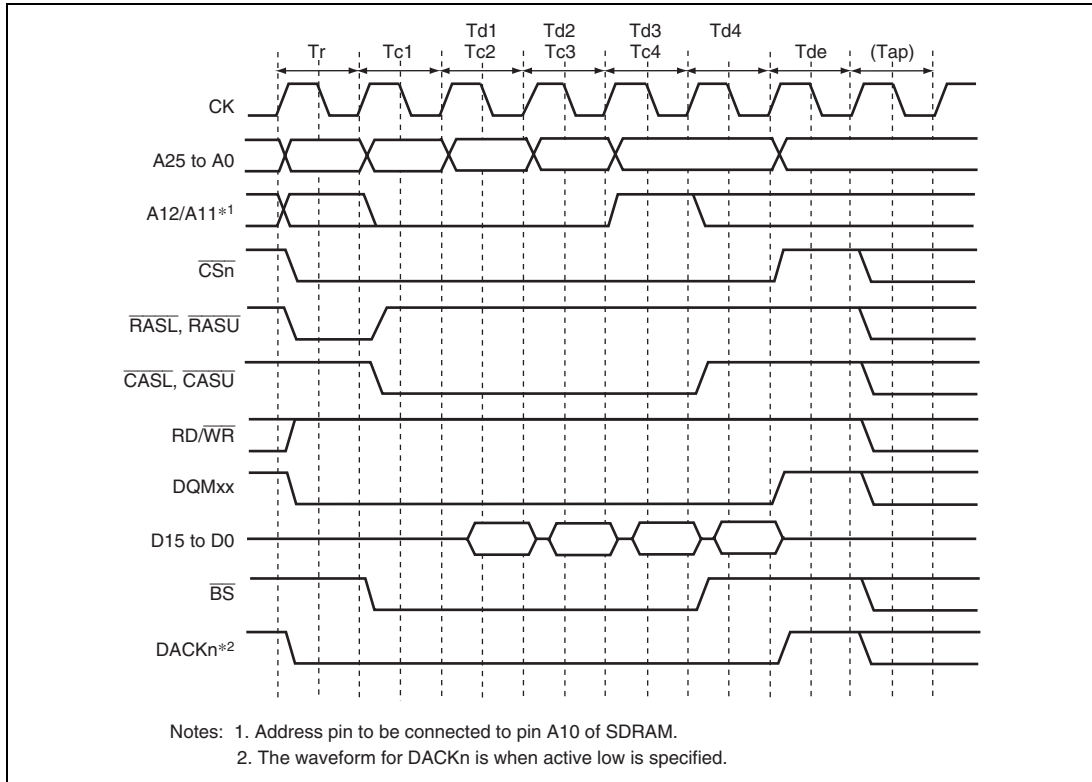 Td1 Td2 Td3 Td4
Tr Tc1 Tc2 Tc3 Tc4 Tde (Tap)
CK
A25 to A0
A12/A11*1
CSn
RASL, RASU
CASL, CASU
RD/WR
DQMxx
D15 to D0
BS
DACKn*2
Notes: 1. Address pin to be connected to pin A10 of SDRAM.
2. The waveform for DACKn is when active low is specified.